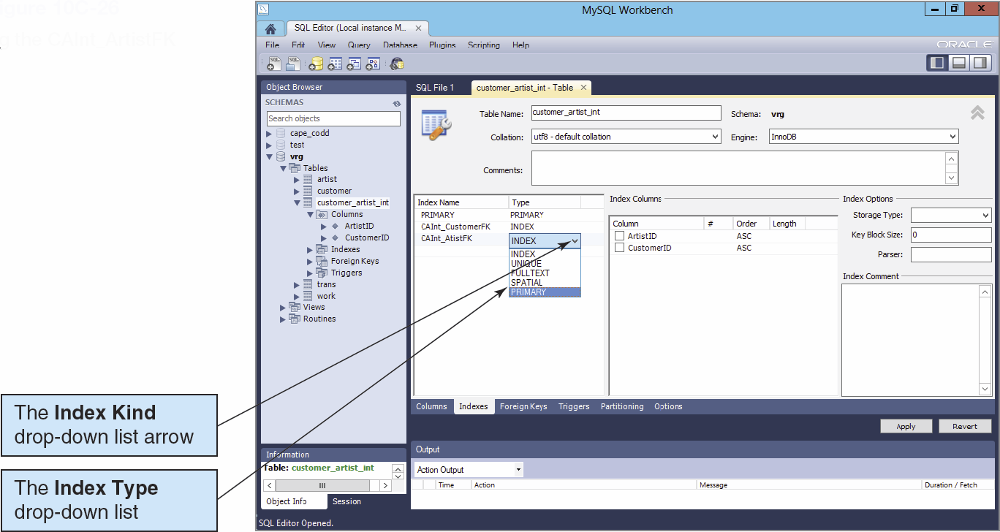 igure 10C-26
g the CAInt_ArtistFK
MySQL Workbench
SQL Editor (Local instance M...
File Edit View Query Database Plugins Scripting Help
ORACLE
SQL SQL
Object Browser
SCHEMAS
Search objects
cape_codd
test
vrg
Tables
artist
customer
customer_artist_int
Columns
ArtistID
CustomerID
Indexes
Foreign Keys
Triggers
trans
work
Views
Routines
SQL File 1
customer_artist_int - Table
Table Name: customer_artist_int Schema: vrg
Collation: utf8 - default collation Engine: InnoDB
Comments:
Index Name Type
PRIMARY PRIMARY
CAInt_CustomerFK INDEX
CAInt_AtistFK INDEX
INDEX
UNIQUE
FULLTEXT
SPATIAL
PRIMARY
Index Columns
Column # Order Length
ArtistID ASC
CustomerID ASC
Index Options
Storage Type:
Key Block Size: 0
Parser:
Index Comment
Columns Indexes Foreign Keys Triggers Partitioning Options
Apply Revert
The Index Kind
drop-down list arrow
The Index Type
drop-down list
Information
Table: customer_artist_int
Object Info Session
Output
Action Output
Time Action Message Duration / Fetch
SQL Editor Opened.